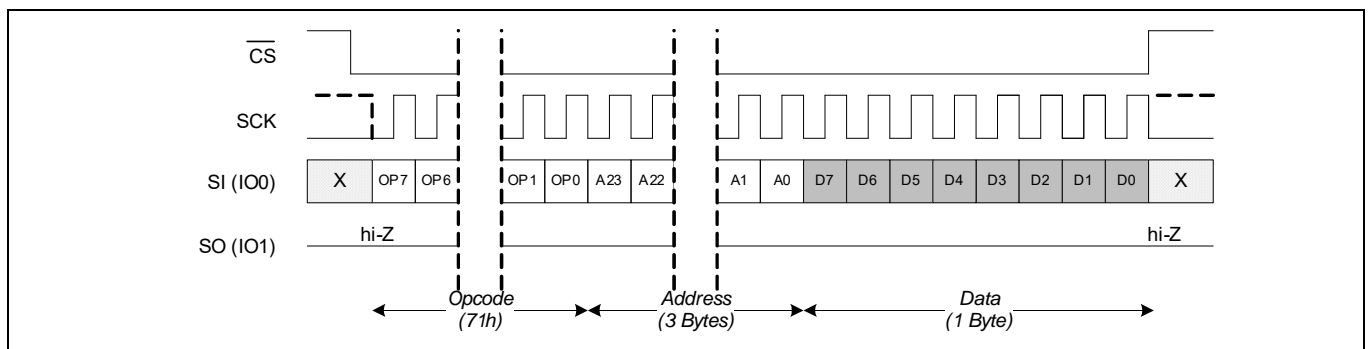 CS
SCK
SI (IO0) X OP7 OP6 OP1 OP0 A23 A22 A1 A0 D7 D6 D5 D4 D3 D2 D1 D0 X
hi-Z hi-Z
SO (IO1)
Opcode Address Data
(71h) (3 Bytes) (1 Byte)